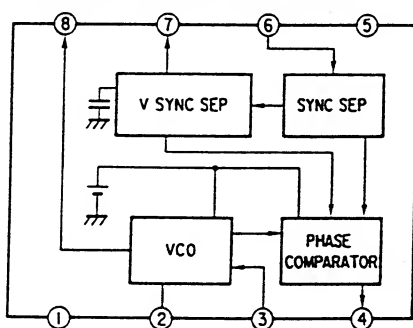 8 7 6 5
V SYNC SEP SYNC SEP
VCO PHASE
COMPARATOR
1 2 3 4